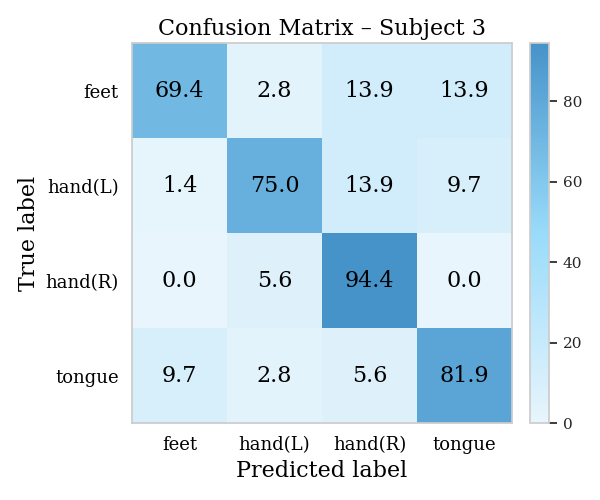 Confusion Matrix – Subject 3
True label
feet 69.4 2.8 13.9 13.9
hand(L) 1.4 75.0 13.9 9.7
hand(R) 0.0 5.6 94.4 0.0
tongue 9.7 2.8 5.6 81.9
feet hand(L) hand(R) tongue
Predicted label
80
60
40
20
0